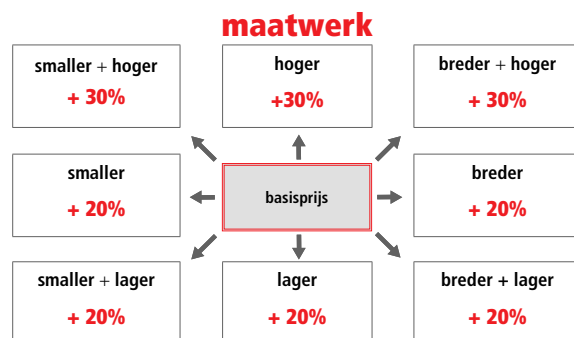 maatwerk
smaller + hoger
+ 30%
hoger
+30%
breder + hoger
+ 30%
smaller
+ 20%
basisprijs
breder
+ 20%
smaller + lager
+ 20%
lager
+ 20%
breder + lager
+ 20%